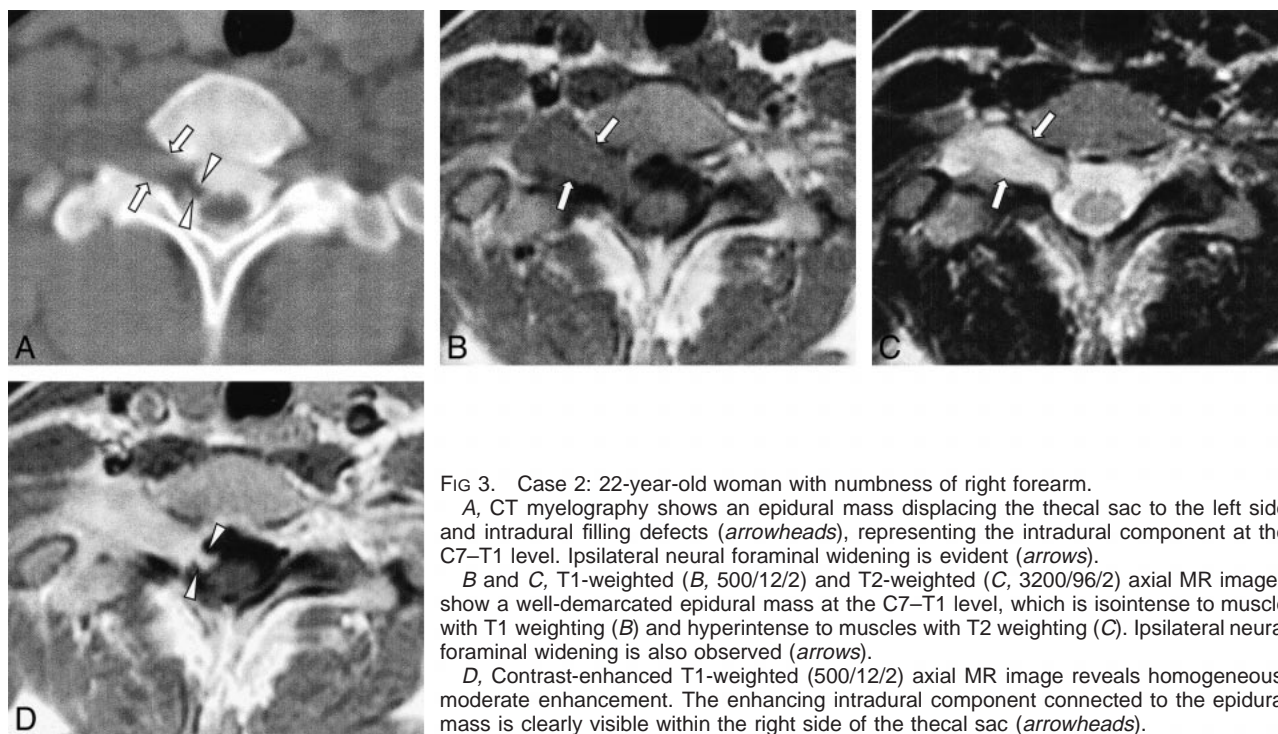 A
B
C
D
FIG 3. Case 2: 22-year-old woman with numbness of right forearm.
A, CT myelography shows an epidural mass displacing the thecal sac to the left side
and intradural filling defects (arrowheads), representing the intradural component at the
C7–T1 level. Ipsilateral neural foraminal widening is evident (arrows).
B and C, T1-weighted (B, 500/12/2) and T2-weighted (C, 3200/96/2) axial MR image
show a well-demarcated epidural mass at the C7–T1 level, which is isointense to muscle
with T1 weighting (B) and hyperintense to muscles with T2 weighting (C). Ipsilateral neura
foraminal widening is also observed (arrows).
D, Contrast-enhanced T1-weighted (500/12/2) axial MR image reveals homogeneous
moderate enhancement. The enhancing intradural component connected to the epidura
mass is clearly visible within the right side of the thecal sac (arrowheads).